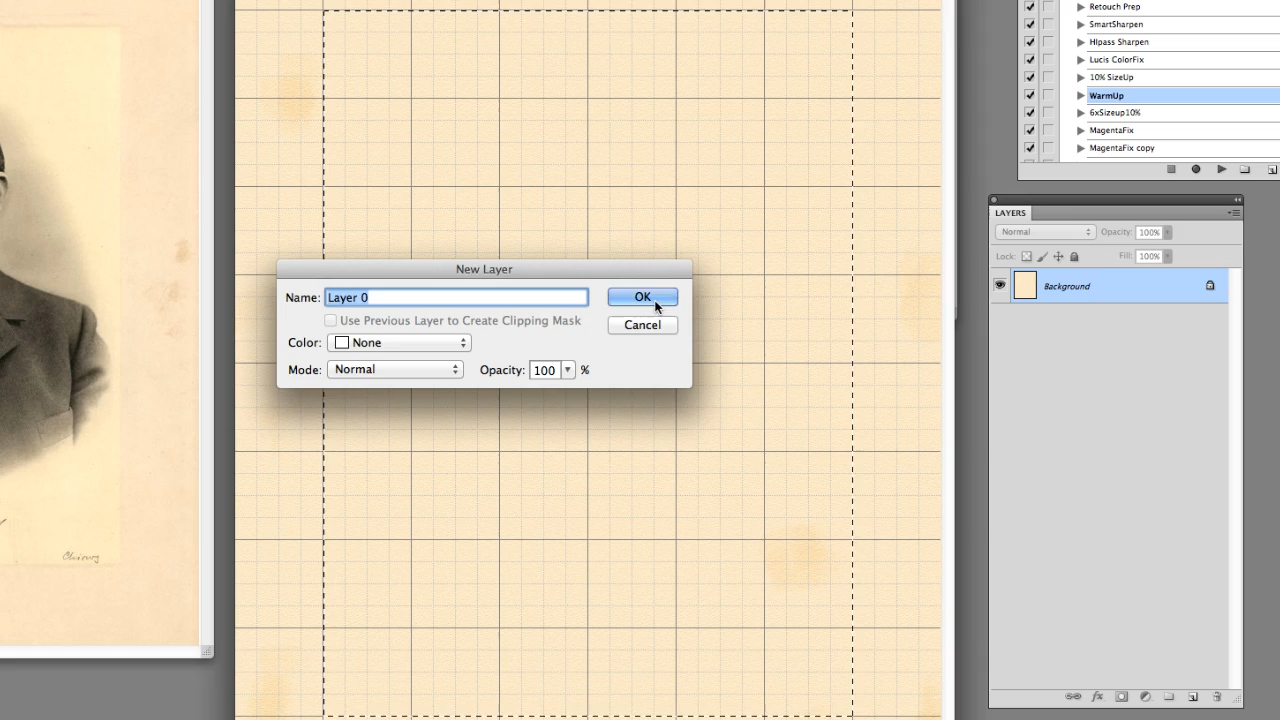 Retouch Prep
SmartSharpen
HIpass Sharpen
Lucis ColorFix
10% SizeUp
WarmUp
6xSizeup10%
MagentaFix
MagentaFix copy
LAYERS
Normal Opacity: 100%
Lock: Fill: 100%
Background
New Layer
Name: Layer 0 OK
Use Previous Layer to Create Clipping Mask Cancel
Color: None
Mode: Normal Opacity: 100 %
fx